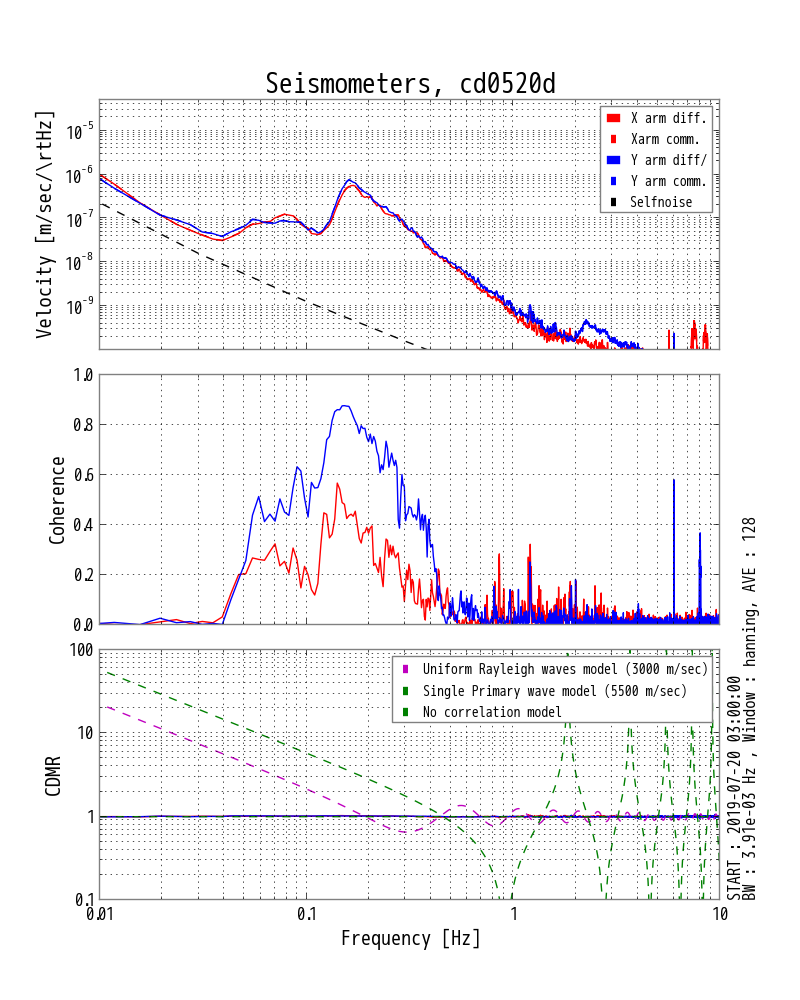 Seismometers, cd0520d
Velocity [m/sec/\rtHz]
10^-5
10^-6
10^-7
10^-8
10^-9
X arm diff.
Xarm comm.
Y arm diff/
Y arm comm.
Selfnoise
Coherence
1.0
0.8
0.6
0.4
0.2
0.0
CDMR
100
10
1
0.1
Uniform Rayleigh waves model (3000 m/sec)
Single Primary wave model (5500 m/sec)
No correlation model
0.01
0.1
1
10
Frequency [Hz]
START : 2019-07-20 03:00:00
BW : 3.91e-03 Hz , Window : hanning, AVE : 128